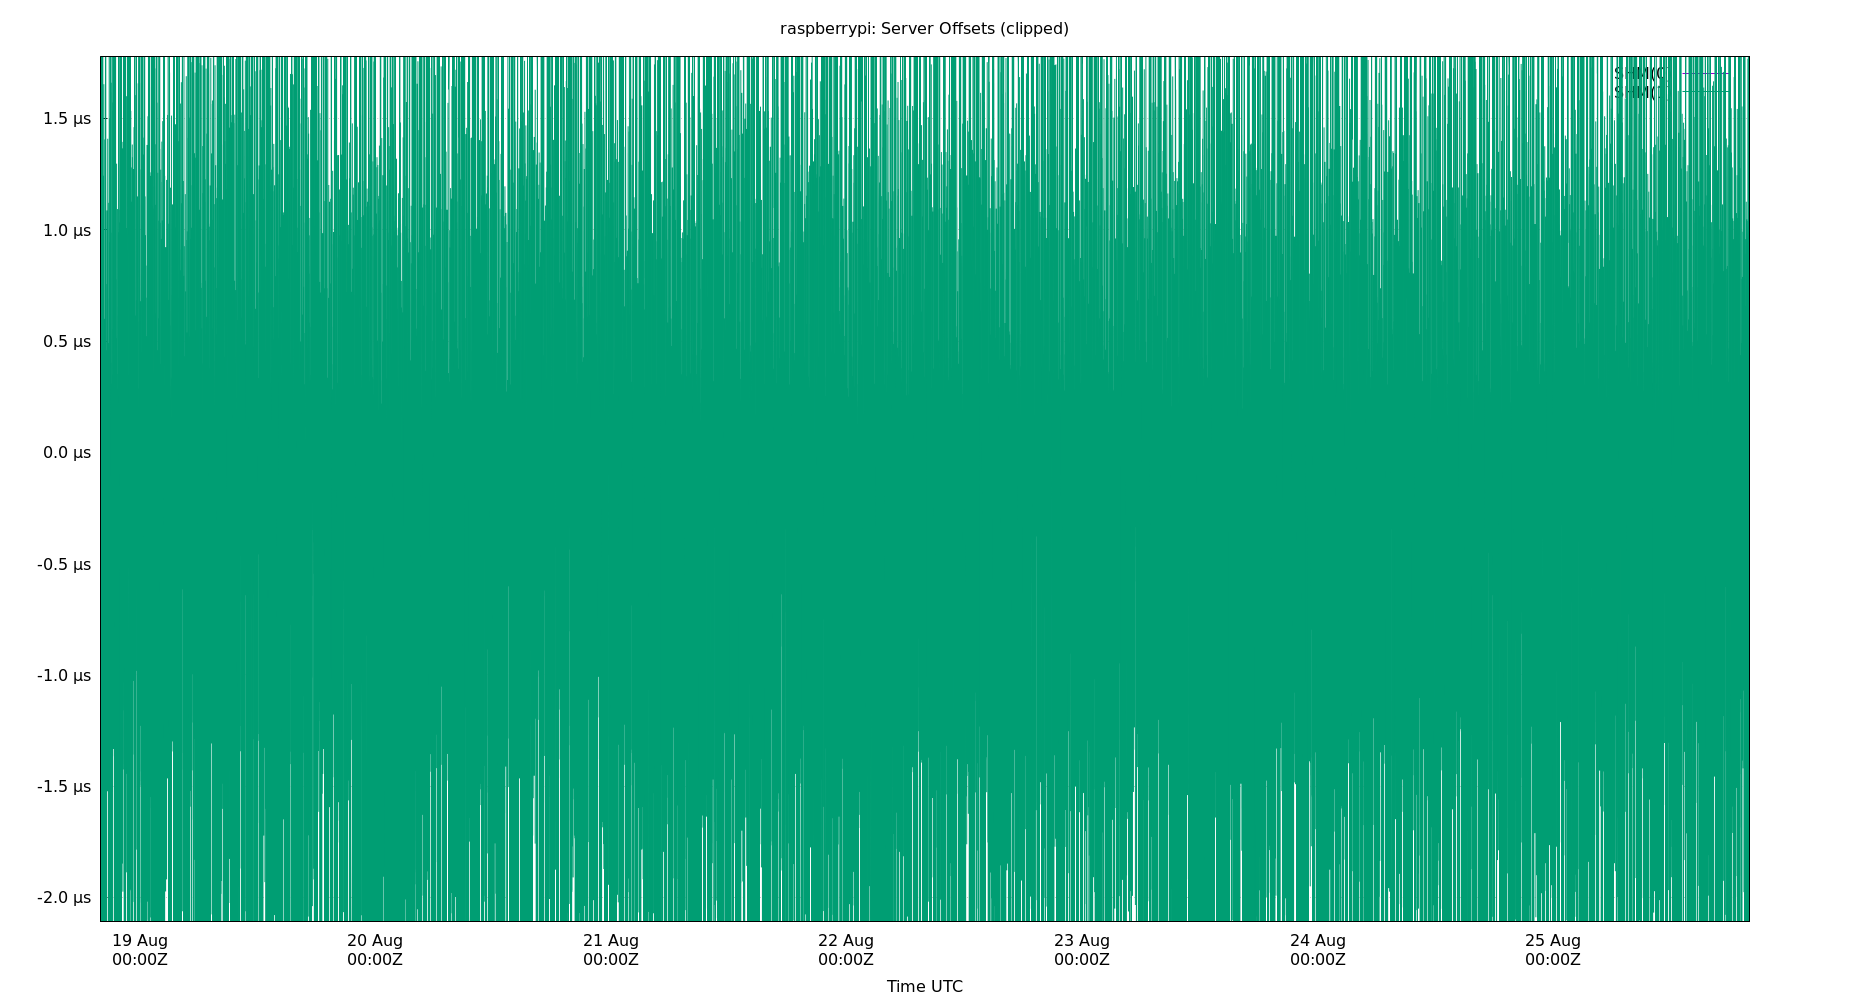 raspberrypi: Server Offsets (clipped)
SHM(0)
1.5 µs
1.0 µs
0.5 µs
0.0 µs
-0.5 µs
-1.0 µs
-1.5 µs
-2.0 µs
19 Aug 20 Aug 21 Aug 22 Aug 23 Aug 24 Aug 25 Aug
00:00Z 00:00Z 00:00Z 00:00Z 00:00Z 00:00Z 00:00Z
Time UTC